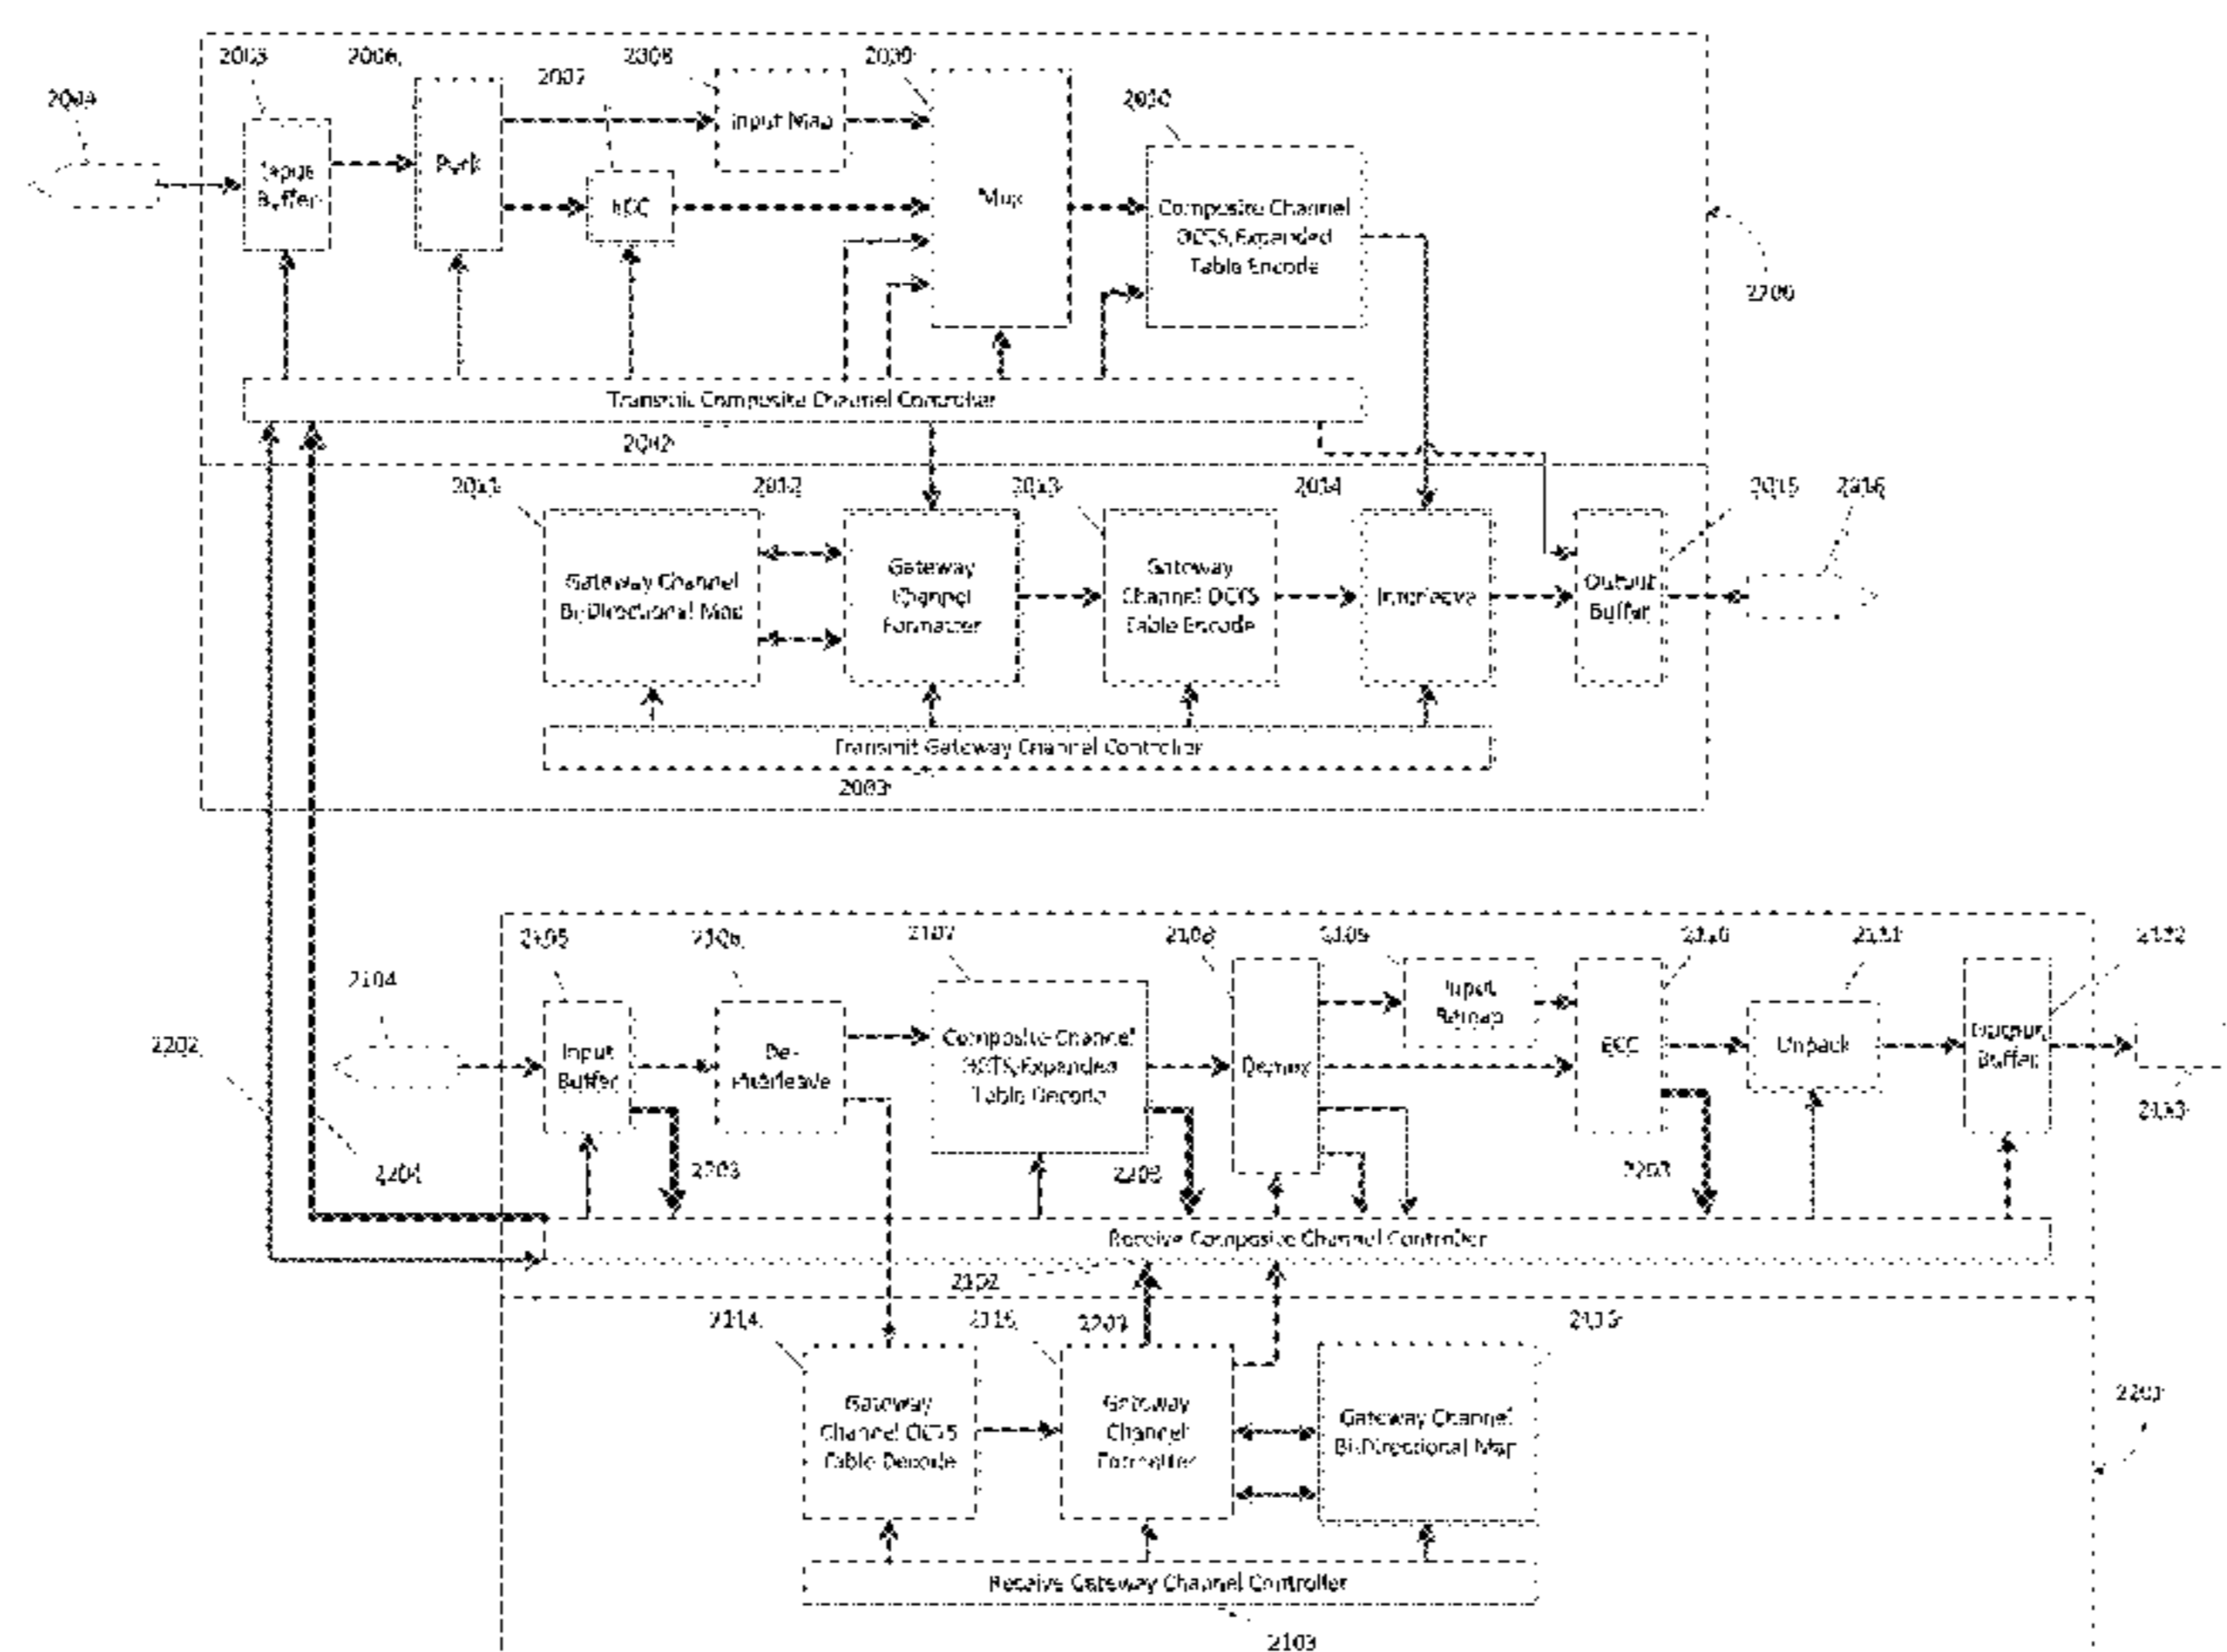 2004
2005
2006
2007
2008
2009
2010
Input
Buffer
Pack
Input Map
ECC
Mux
Composite Channel
OCTS Expanded
Table Encode
2200
Transmit Composite Channel Controller
2002
2011
2012
2013
2014
2015
2016
Gateway Channel
Bi-Directional Map
Gateway
Channel
Formatter
Gateway
Channel OCTS
Table Encode
Interleave
Output
Buffer
Transmit Gateway Channel Controller
2003
2104
2105
2106
2107
2108
2109
2110
2111
2112
Input
Buffer
De-
Interleave
Composite Channel
OCTS Expanded
Table Decode
Demux
Input
Bitmap
ECC
Unpack
Output
Buffer
2113
2202
2204
2203
2203
2203
Receive Composite Channel Controller
2102
2114
2115
2203
Gateway
Channel OCTS
Table Decode
Gateway
Channel
Formatter
Gateway Channel
Bi-Directional Map
2201
Receive Gateway Channel Controller
2103